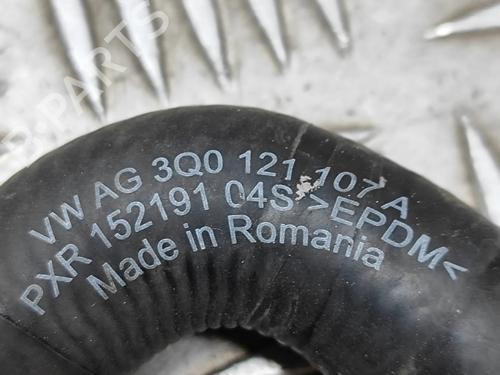 VW AG 3Q0 121 107 A
PXR 152191 04S >EPDM<
Made in Romania